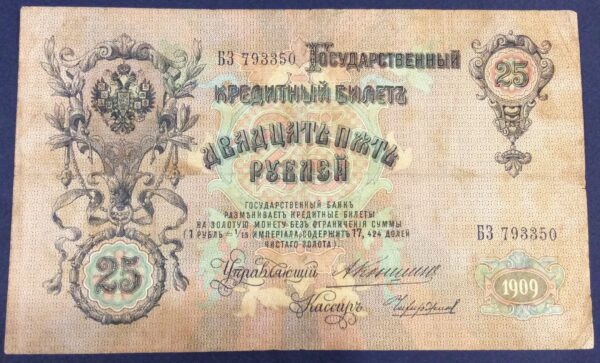 БЗ 793350
Государственный
25
Кредитный Билетъ
Двадцать Пять
Рублей
Государственный Банкъ
размѣниваетъ кредитные билеты
на золотую монету безъ ограниченія суммы
(1 рубль = 1/15 имперіала, содержитъ 17, 424 долей
чистаго золота).
БЗ 793350
Управляющій
А Коншинъ
25
Кассиръ
1909